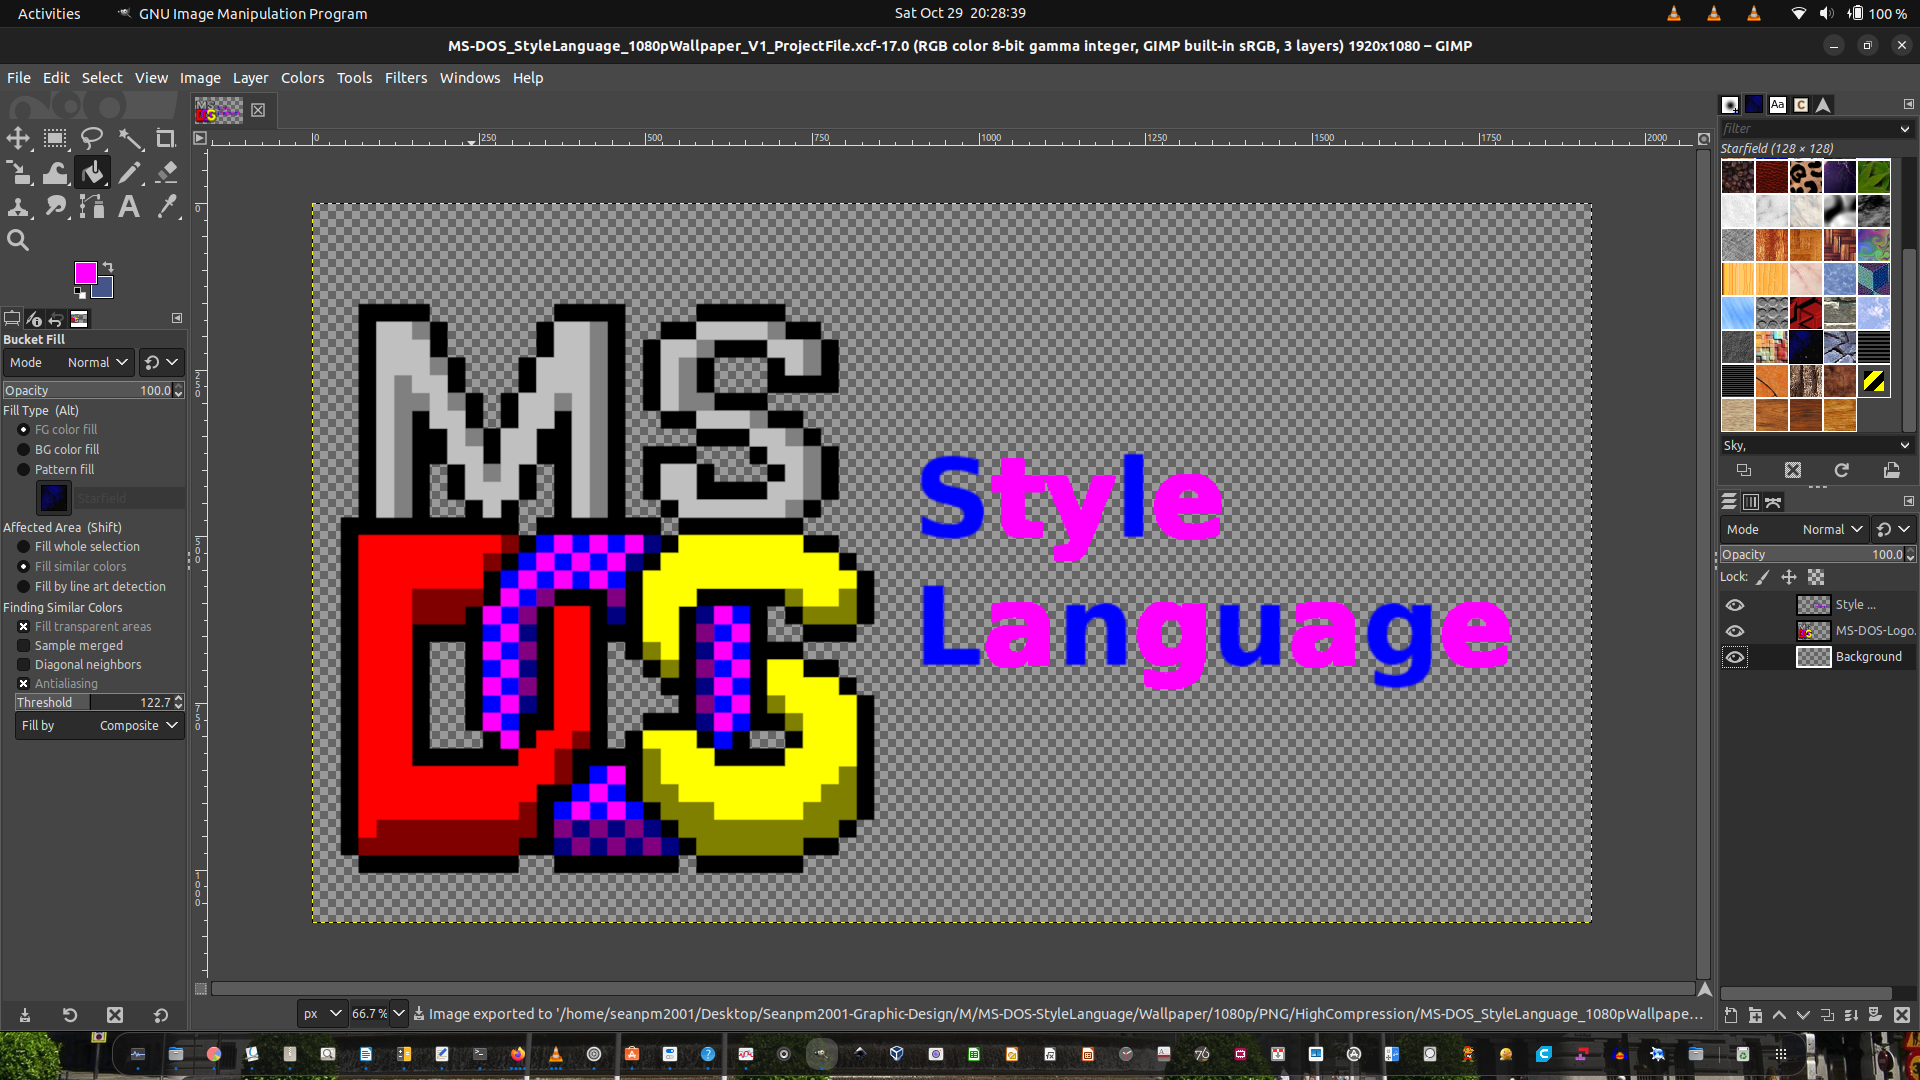 Activities
GNU Image Manipulation Program
Sat Oct 29 20:28:39
100 %
MS-DOS_StyleLanguage_1080pWallpaper_V1_ProjectFile.xcf-17.0 (RGB color 8-bit gamma integer, GIMP built-in sRGB, 3 layers) 1920x1080 – GIMP
File Edit Select View Image Layer Colors Tools Filters Windows Help
0 250 500 750 1000 1250 1500 1750 2000
0
250
500
750
1000
Bucket Fill
Mode Normal
Opacity 100.0
Fill Type (Alt)
FG color fill
BG color fill
Pattern fill
Starfield
Affected Area (Shift)
Fill whole selection
Fill similar colors
Fill by line art detection
Finding Similar Colors
Fill transparent areas
Sample merged
Diagonal neighbors
Antialiasing
Threshold 122.7
Fill by Composite
MS
DOS
Style
Language
Aa
filter
Starfield (128 × 128)
Sky,
Mode Normal
Opacity 100.0
Lock:
Style ...
MS-DOS-Logo.
Background
px 66.7 % Image exported to '/home/seanpm2001/Desktop/Seanpm2001-Graphic-Design/M/MS-DOS-StyleLanguage/Wallpaper/1080p/PNG/HighCompression/MS-DOS_StyleLanguage_1080pWallpape...
76